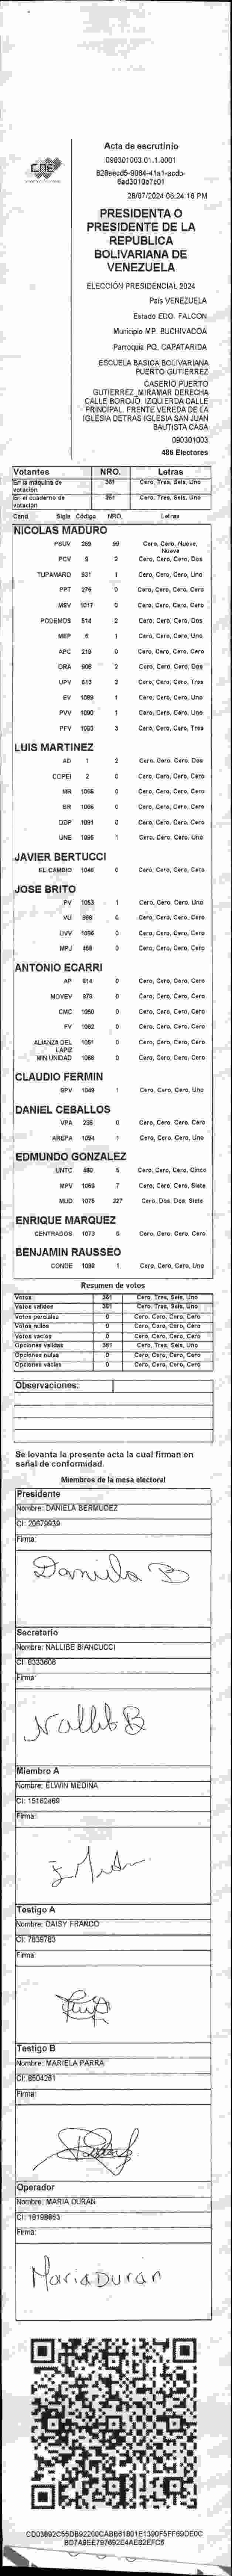 CNE
Acta de escrutinio
090301003.01.1.0001
6ad3010e7c01
28/07/2024 06:24:16 PM
PRESIDENTA O
PRESIDENTE DE LA
REPUBLICA
BOLIVARIANA DE
VENEZUELA
ELECCIÓN PRESIDENCIAL 2024
País VENEZUELA
Estado EDO. FALCON
Municipio MP. BUCHIVACOA
Parroquia PQ. CAPATARIDA
ESCUELA BASICA BOLIVARIANA
PUERTO GUTIERREZ
CASERIO PUERTO
GUTIERREZ_MIRAMAR DERECHA
CALLE BOROJO. IZQUIERDA CALLE
PRINCIPAL. FRENTE VEREDA DE LA
IGLESIA DETRAS IGLESIA SAN JUAN
BAUTISTA CASA
090301003
486 Electores
Votantes NRO. Letras
En la máquina de votación 361 Cero, Tres, Seis, Uno
En el cuaderno de votación 361 Cero, Tres, Seis, Uno
Cand. Sigla Código NRO. Letras
NICOLAS MADURO
PSUV 269 99 Cero, Cero, Nueve, Nueve
PCV 9 2 Cero, Cero, Cero, Dos
TUPAMARO 931 1 Cero, Cero, Cero, Uno
PPT 276 0 Cero, Cero, Cero, Cero
MSV 1017 0 Cero, Cero, Cero, Cero
PODEMOS 514 2 Cero, Cero, Cero, Dos
MEP 6 1 Cero, Cero, Cero, Uno
APC 219 0 Cero, Cero, Cero, Cero
ORA 908 2 Cero, Cero, Cero, Dos
UPV 613 3 Cero, Cero, Cero, Tres
EV 1089 1 Cero, Cero, Cero, Uno
PVV 1090 1 Cero, Cero, Cero, Uno
PFV 1093 3 Cero, Cero, Cero, Tres
LUIS MARTINEZ
AD 1 2 Cero, Cero, Cero, Dos
COPEI 2 0 Cero, Cero, Cero, Cero
MR 1065 0 Cero, Cero, Cero, Cero
BR 1066 0 Cero, Cero, Cero, Cero
DDP 1091 0 Cero, Cero, Cero, Cero
UNE 1095 1 Cero, Cero, Cero, Uno
JAVIER BERTUCCI
EL CAMBIO 1048 0 Cero, Cero, Cero, Cero
JOSE BRITO
PV 1053 1 Cero, Cero, Cero, Uno
VU 988 0 Cero, Cero, Cero, Cero
UVV 1096 0 Cero, Cero, Cero, Cero
MPJ 468 0 Cero, Cero, Cero, Cero
ANTONIO ECARRI
AP 814 0 Cero, Cero, Cero, Cero
MOVEV 970 0 Cero, Cero, Cero, Cero
CMC 1050 0 Cero, Cero, Cero, Cero
FV 1082 0 Cero, Cero, Cero, Cero
ALIANZA DEL LAPIZ 1051 0 Cero, Cero, Cero, Cero
MIN UNIDAD 1068 0 Cero, Cero, Cero, Cero
CLAUDIO FERMIN
SPV 1049 1 Cero, Cero, Cero, Uno
DANIEL CEBALLOS
VPA 236 0 Cero, Cero, Cero, Cero
AREPA 1094 1 Cero, Cero, Cero, Uno
EDMUNDO GONZALEZ
UNTC 860 5 Cero, Cero, Cero, Cinco
MPV 1069 7 Cero, Cero, Cero, Siete
MUD 1075 227 Cero, Dos, Dos, Siete
ENRIQUE MARQUEZ
CENTRADOS 1073 0 Cero, Cero, Cero, Cero
BENJAMIN RAUSSEO
CONDE 1092 1 Cero, Cero, Cero, Uno
Resumen de votos
Votos 361 Cero, Tres, Seis, Uno
Votos validos 361 Cero, Tres, Seis, Uno
Votos parciales 0 Cero, Cero, Cero, Cero
Votos nulos 0 Cero, Cero, Cero, Cero
Votos vacíos 0 Cero, Cero, Cero, Cero
Opciones validas 361 Cero, Tres, Seis, Uno
Opciones nulas 0 Cero, Cero, Cero, Cero
Opciones vacías 0 Cero, Cero, Cero, Cero
Observaciones:
Se levanta la presente acta la cual firman en
señal de conformidad.
Miembros de la mesa electoral
Presidente
Nombre: DANIELA BERMUDEZ
CI: 20679939
Firma:
Daniela B
Secretario
Nombre: NALLIBE BIANCUCCI
CI: 6333606
Firma:
Nallib B
Miembro A
Nombre: ELWIN MEDINA
CI: 15162469
Firma:
Testigo A
Nombre: DAISY FRANCO
CI: 7839783
Firma:
Testigo B
Nombre: MARIELA PARRA
CI: 6504281
Firma:
Operador
Nombre: MARIA DURAN
CI: 18198863
Firma:
Maria Duran